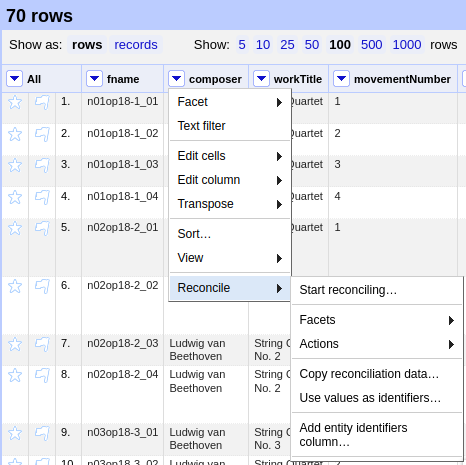 70 rows
Show as: rows records Show: 5 10 25 50 100 500 1000 rows
All fname composer workTitle movementNumber
1. n01op18-1_01 Quartet 1
Facet
Text filter
2. n01op18-1_02 Quartet 2
Edit cells
3. n01op18-1_03 Quartet 3
Edit column
4. n01op18-1_04 Quartet 4
Transpose
5. n02op18-2_01 Quartet 1
Sort…
View
6. n02op18-2_02
Reconcile
Start reconciling…
Facets
Actions
Copy reconciliation data…
Use values as identifiers…
Add entity identifiers
column…
7. n02op18-2_03 Ludwig van String
Beethoven No. 2
8. n02op18-2_04 Ludwig van String
Beethoven No. 2
9. n03op18-3_01 Ludwig van String
Beethoven No. 3
10. n03op18-3_02 Ludwig van String